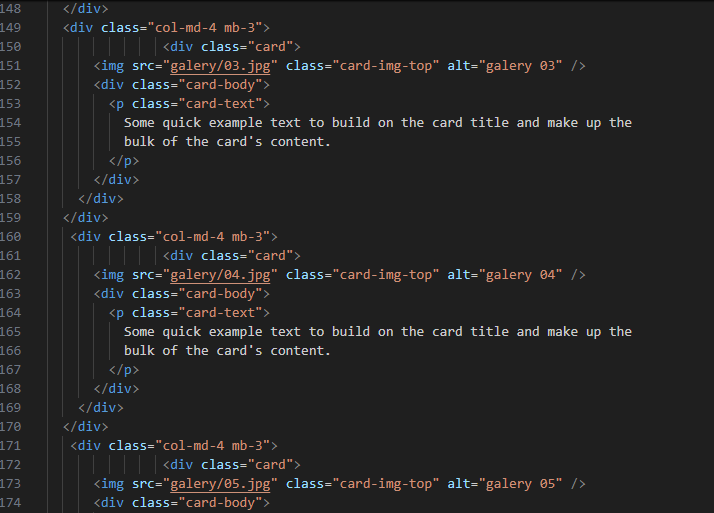 148 </div>
149 <div class="col-md-4 mb-3">
150 <div class="card">
151 <img src="galery/03.jpg" class="card-img-top" alt="galery 03" />
152 <div class="card-body">
153 <p class="card-text">
154 Some quick example text to build on the card title and make up the
155 bulk of the card's content.
156 </p>
157 </div>
158 </div>
159 </div>
160 <div class="col-md-4 mb-3">
161 <div class="card">
162 <img src="galery/04.jpg" class="card-img-top" alt="galery 04" />
163 <div class="card-body">
164 <p class="card-text">
165 Some quick example text to build on the card title and make up the
166 bulk of the card's content.
167 </p>
168 </div>
169 </div>
170 </div>
171 <div class="col-md-4 mb-3">
172 <div class="card">
173 <img src="galery/05.jpg" class="card-img-top" alt="galery 05" />
174 <div class="card-body">